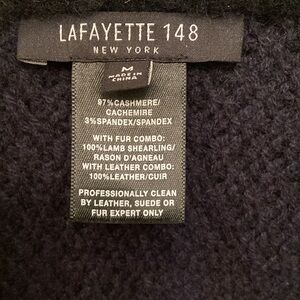 LAFAYETTE 148
NEW YORK
M
MADE IN
CHINA
97%CASHMERE/
CACHEMIRE
3%SPANDEX/SPANDEX
WITH FUR COMBO:
100%LAMB SHEARLING/
RASON D'AGNEAU
WITH LEATHER COMBO:
100%LEATHER/CUIR
PROFESSIONALLY CLEAN
BY LEATHER, SUEDE OR
FUR EXPERT ONLY